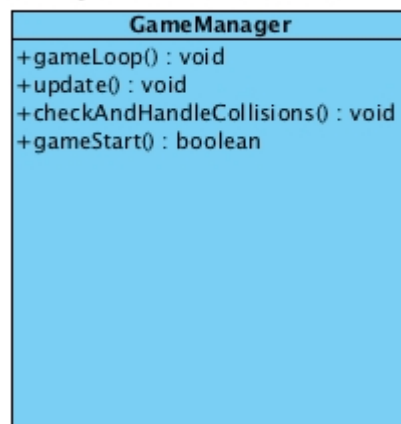 GameManager
+gameLoop() : void
+update() : void
+checkAndHandleCollisions() : void
+gameStart() : boolean